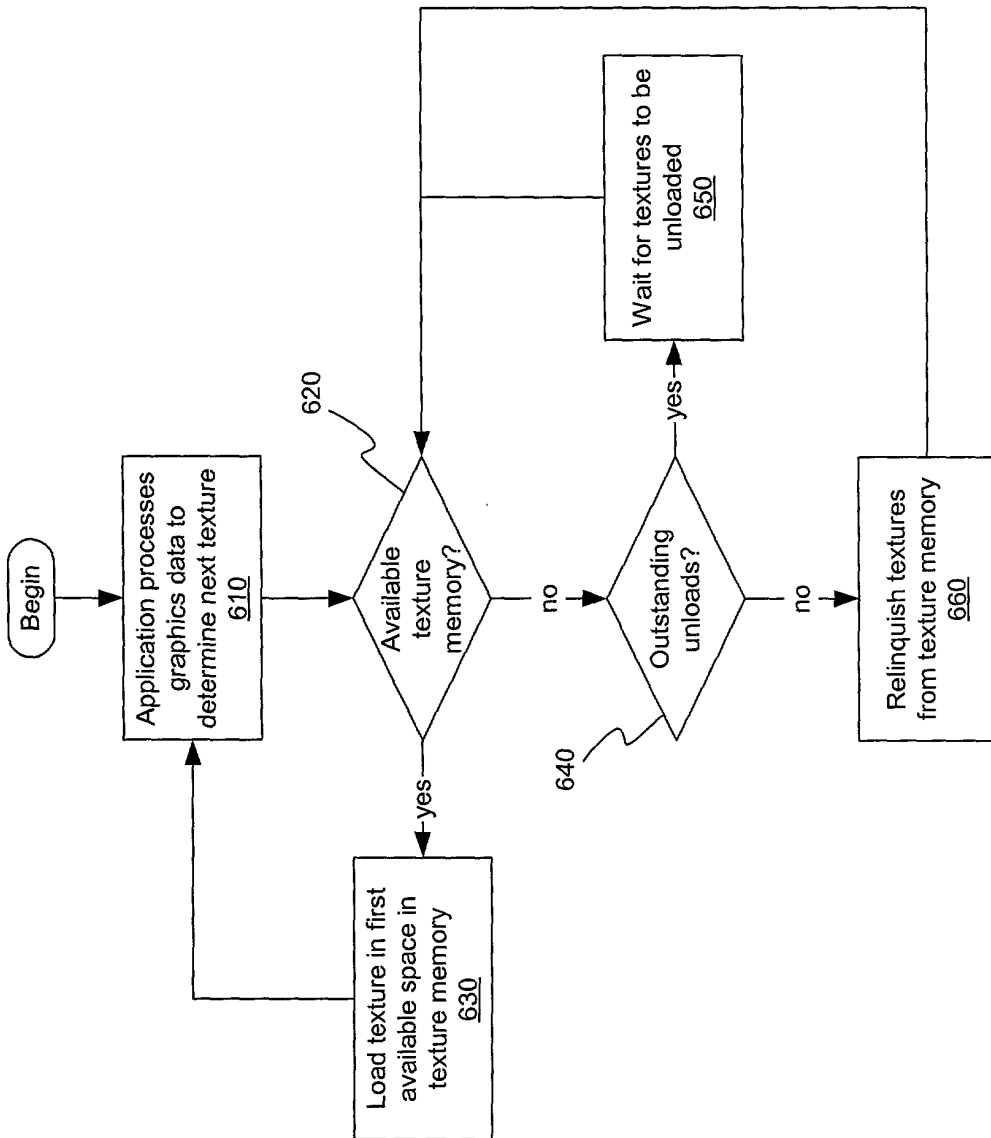 Begin
Application processes
graphics data to
determine next texture
610
620
Available
texture
memory?
yes
no
Load texture in first
available space in
texture memory
630
640
Outstanding
unloads?
yes
no
Wait for textures to be
unloaded
650
Relinquish textures
from texture memory
660